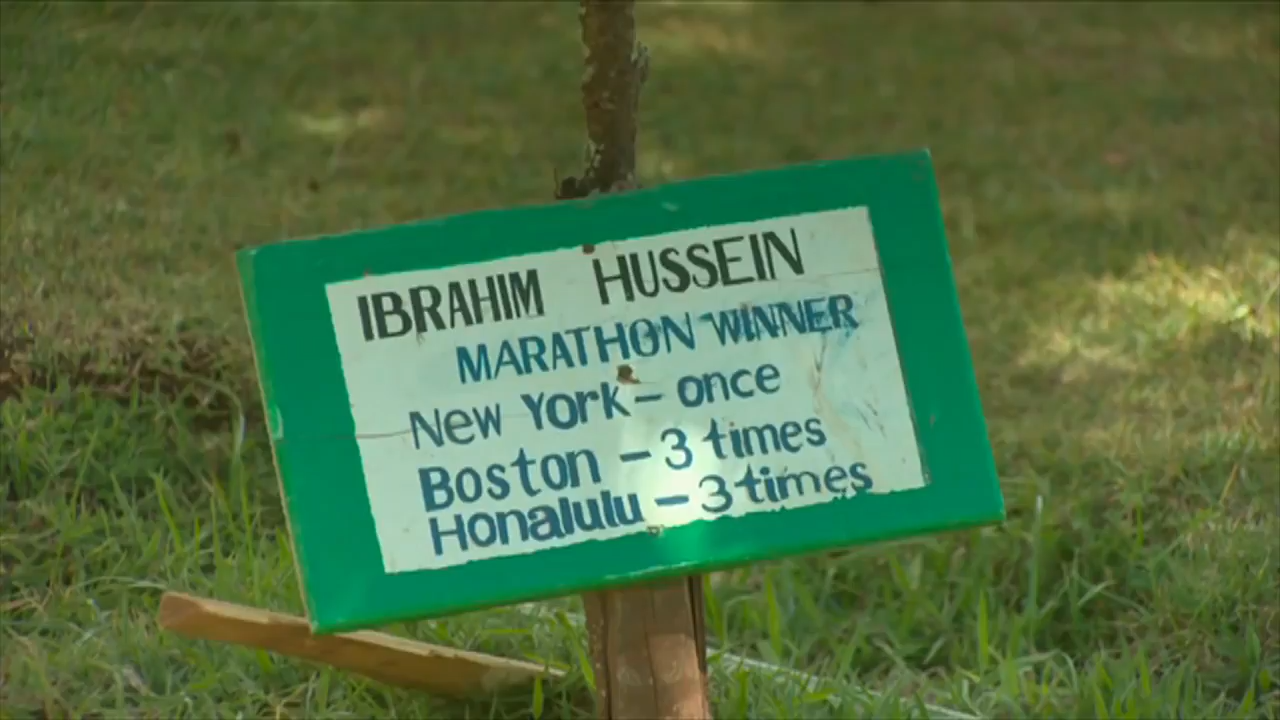 IBRAHIM HUSSEIN
MARATHON WINNER
New York - once
Boston - 3 times
Honalulu - 3 times